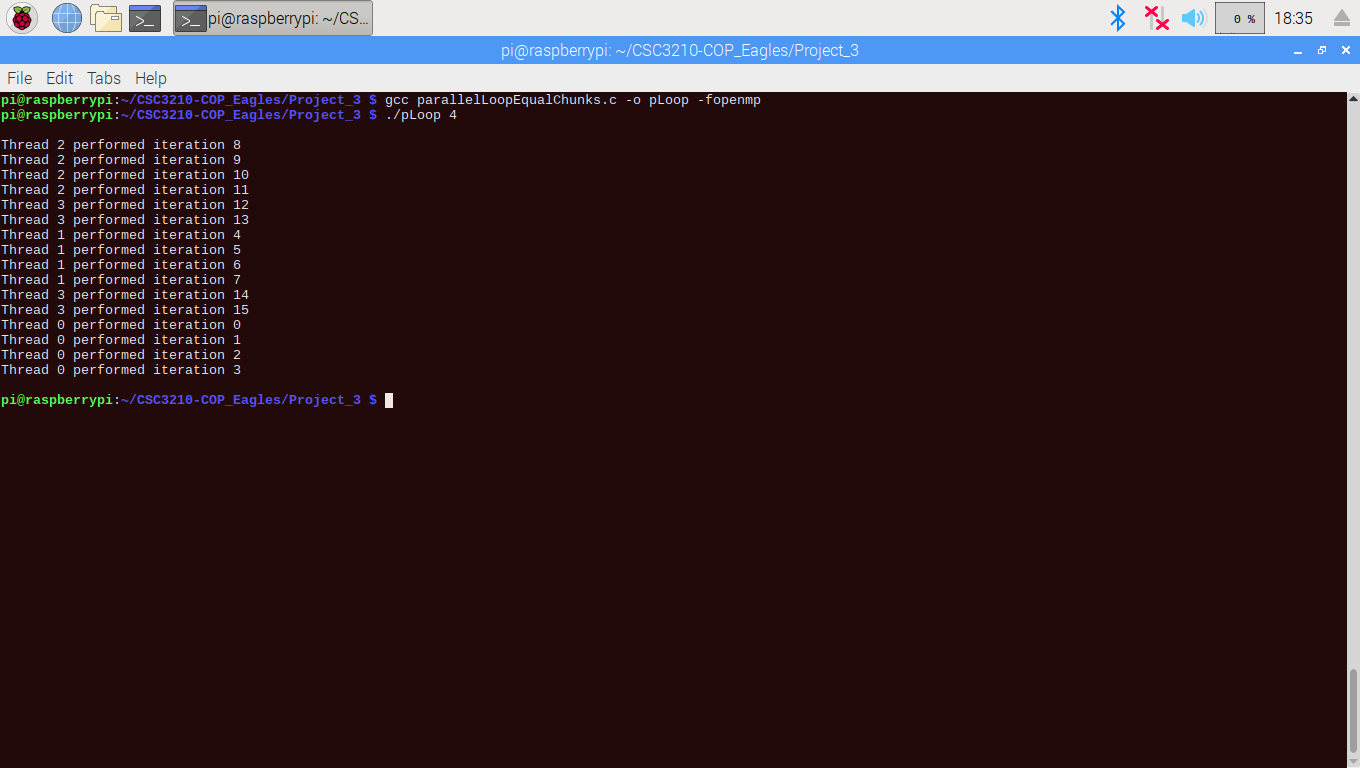 pi@raspberrypi: ~/CS...
0 %
18:35
pi@raspberrypi: ~/CSC3210-COP_Eagles/Project_3
File Edit Tabs Help
pi@raspberrypi:~/CSC3210-COP_Eagles/Project_3 $ gcc parallelLoopEqualChunks.c -o pLoop -fopenmp
pi@raspberrypi:~/CSC3210-COP_Eagles/Project_3 $ ./pLoop 4
Thread 2 performed iteration 8
Thread 2 performed iteration 9
Thread 2 performed iteration 10
Thread 2 performed iteration 11
Thread 3 performed iteration 12
Thread 3 performed iteration 13
Thread 1 performed iteration 4
Thread 1 performed iteration 5
Thread 1 performed iteration 6
Thread 1 performed iteration 7
Thread 3 performed iteration 14
Thread 3 performed iteration 15
Thread 0 performed iteration 0
Thread 0 performed iteration 1
Thread 0 performed iteration 2
Thread 0 performed iteration 3
pi@raspberrypi:~/CSC3210-COP_Eagles/Project_3 $